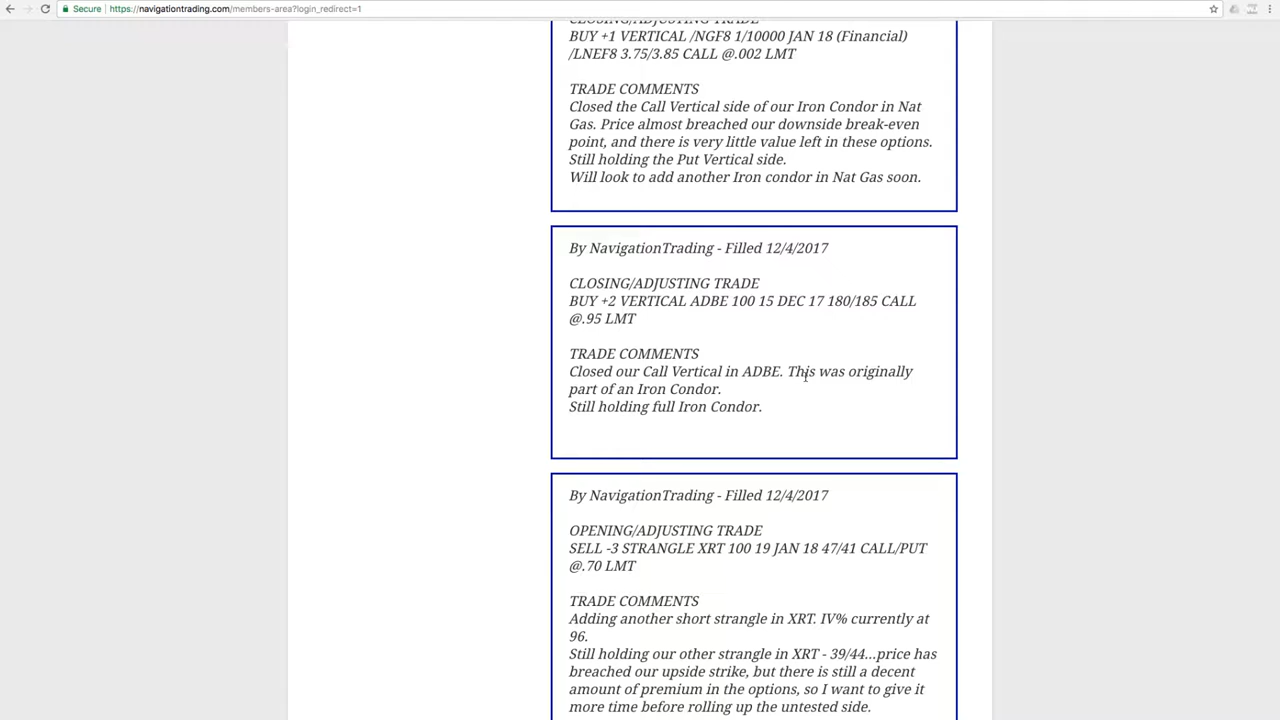 Secure | https://navigationtrading.com/members-area?login_redirect=1
CLOSING/ADJUSTING TRADE
BUY +1 VERTICAL /NGF8 1/10000 JAN 18 (Financial)
/LNEF8 3.75/3.85 CALL @.002 LMT
TRADE COMMENTS
Closed the Call Vertical side of our Iron Condor in Nat
Gas. Price almost breached our downside break-even
point, and there is very little value left in these options.
Still holding the Put Vertical side.
Will look to add another Iron condor in Nat Gas soon.
By NavigationTrading - Filled 12/4/2017
CLOSING/ADJUSTING TRADE
BUY +2 VERTICAL ADBE 100 15 DEC 17 180/185 CALL
@.95 LMT
TRADE COMMENTS
Closed our Call Vertical in ADBE. This was originally
part of an Iron Condor.
Still holding full Iron Condor.
By NavigationTrading - Filled 12/4/2017
OPENING/ADJUSTING TRADE
SELL -3 STRANGLE XRT 100 19 JAN 18 47/41 CALL/PUT
@.70 LMT
TRADE COMMENTS
Adding another short strangle in XRT. IV% currently at
96.
Still holding our other strangle in XRT - 39/44...price has
breached our upside strike, but there is still a decent
amount of premium in the options, so I want to give it
more time before rolling up the untested side.